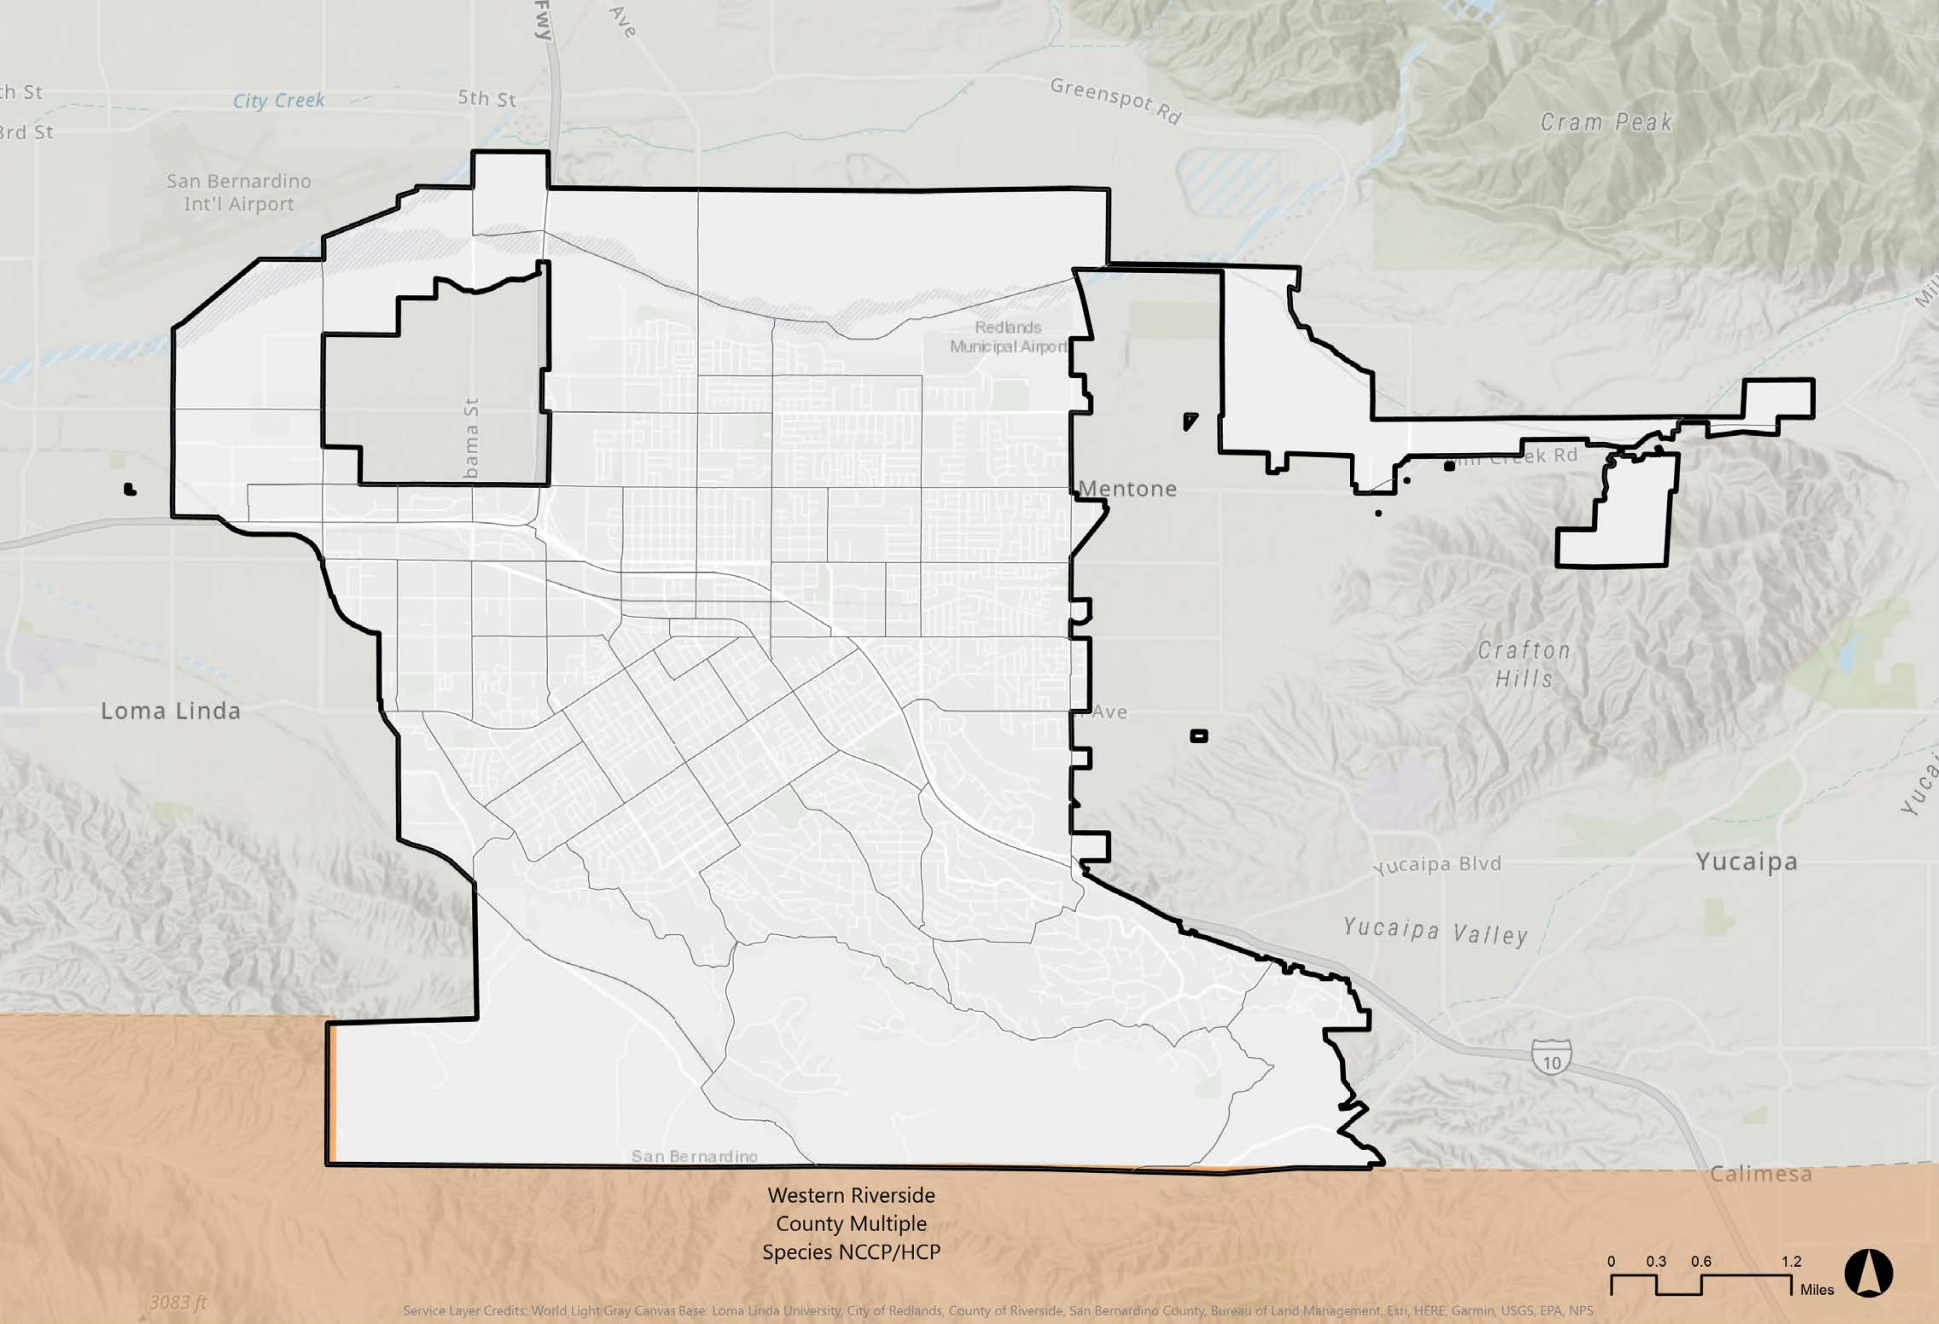 Fwy
Ave
th St
City Creek
5th St
Greenspot Rd
3rd St
Cram Peak
San Bernardino
Int'l Airport
Mil
Redlands
Municipal Airport
bama St
Creek Rd
Mentone
Crafton
Hills
Loma Linda
Ave
Yucai
Yucaipa Blvd
Yucaipa
Yucaipa Valley
10
San Bernardino
Calimesa
Western Riverside
County Multiple
Species NCCP/HCP
0 0.3 0.6 1.2
Miles
3083 ft
Service Layer Credits: World Light Gray Canvas Base: Loma Linda University, City of Redlands, County of Riverside, San Bernardino County, Bureau of Land Management, Esri, HERE, Garmin, USGS, EPA, NPS